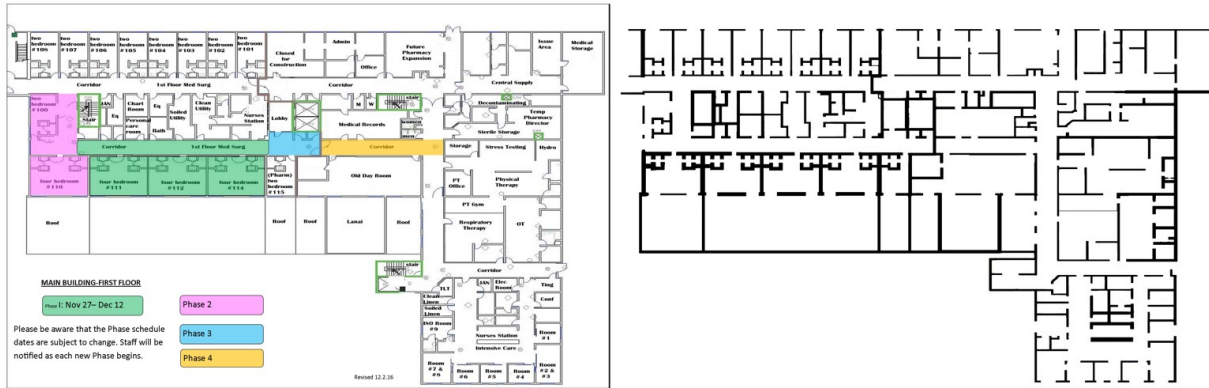 two
bedroom
#108
two
bedroom
#107
two
bedroom
#106
two
bedroom
#105
two
bedroom
#104
two
bedroom
#103
two
bedroom
#102
two
bedroom
#101
Closed
for
Construction
Admin
Office
Future
Pharmacy
Expansion
Issue
Area
Medical
Storage
Corridor
1st Floor Med Surg
Corridor
Central Supply
two
bedroom
#100
Stair
JAN
Eq
Chart
Room
Personal
care
room
Eq
Bath
Soiled
Utility
Clean
Utility
Nurses
Station
Lobby
M
W
Medical Records
stair
women
men
Decontaminating
Temp
Pharmacy
Director
Sterile Storage
Corridor
1st Floor Med Surg
Corridor
Storage
Stress Testing
Hydro
four bedroom
#110
four bedroom
#111
four bedroom
#112
four bedroom
#114
(Pharm)
two
bedroom
#115
Old Day Room
PT
Office
Physical
Therapy
PT Gym
Respiratory
Therapy
OT
Roof
Roof
Roof
Lanai
Roof
stair
Corridor
TLT
JAN
Elec
Room
Ting
Clean
Linen
Soiled
Linen
Conf
ISO Room
#9
Nurses Station
Intensive Care
Room
#1
Room
#7 &
#8
Room
#6
Room
#5
Room
#4
Room
#2 &
#3
MAIN BUILDING-FIRST FLOOR
Phase I: Nov 27– Dec 12
Phase 2
Phase 3
Phase 4
Please be aware that the Phase schedule
dates are subject to change. Staff will be
notified as each new Phase begins.
Revised 12.2.16